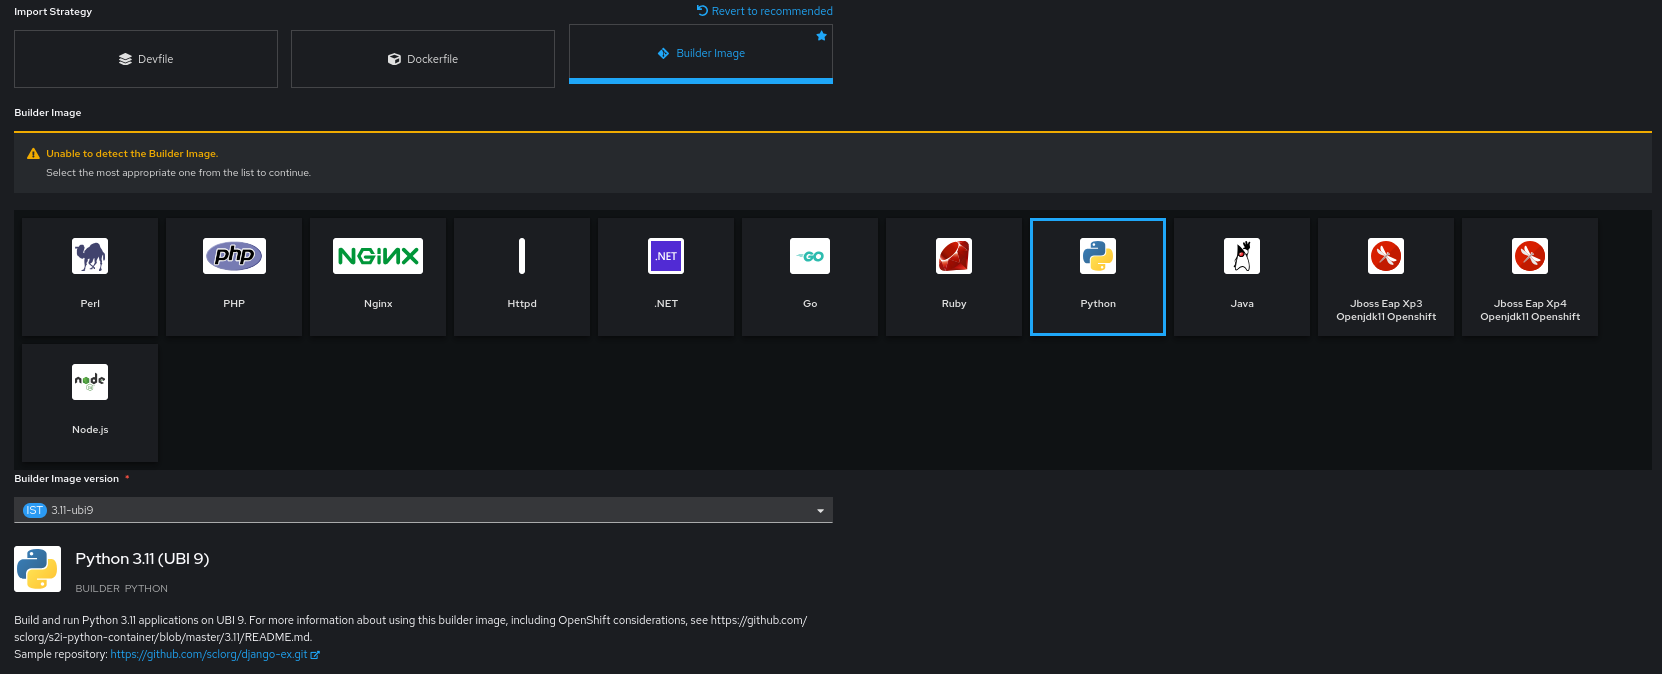 Import Strategy
Revert to recommended
Devfile
Dockerfile
Builder Image
Builder Image
Unable to detect the Builder Image.
Select the most appropriate one from the list to continue.
php
NGINX
.NET
GO
Perl
PHP
Nginx
Httpd
.NET
Go
Ruby
Python
Java
Jboss Eap Xp3
Openjdk11 Openshift
Jboss Eap Xp4
Openjdk11 Openshift
node
Node.js
Builder Image version *
IST 3.11-ubi9
Python 3.11 (UBI 9)
BUILDER PYTHON
Build and run Python 3.11 applications on UBI 9. For more information about using this builder image, including OpenShift considerations, see https://github.com/
sclorg/s2i-python-container/blob/master/3.11/README.md.
Sample repository: https://github.com/sclorg/django-ex.git